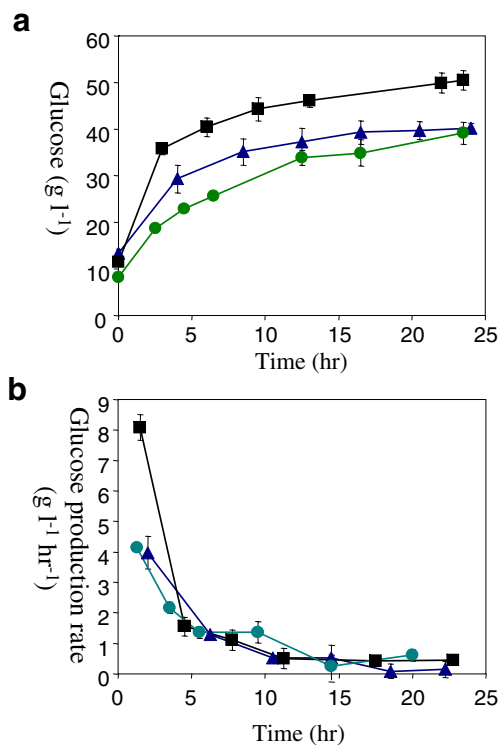 a
Glucose (g l⁻¹)
60
50
40
30
20
10
0
0 5 10 15 20 25
Time (hr)
b
Glucose production rate
(g l⁻¹ hr⁻¹)
9
8
7
6
5
4
3
2
1
0
0 5 10 15 20 25
Time (hr)